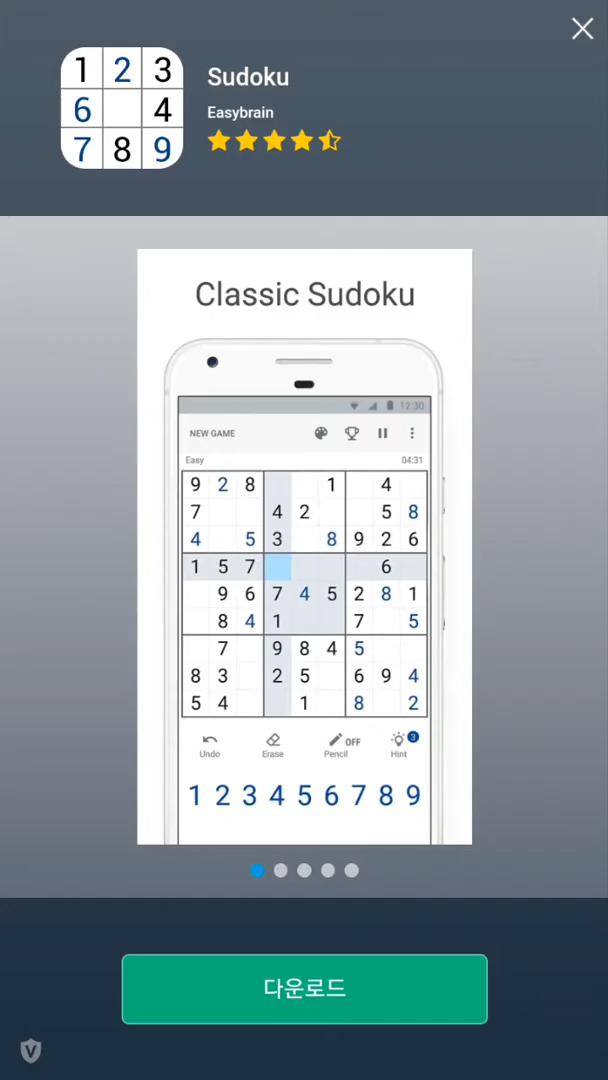 1 2 3
6 4
7 8 9
Sudoku
Easybrain
Classic Sudoku
12:30
NEW GAME
Easy 04:31
9 2 8 1 4
7 4 2 5 8
4 5 3 8 9 2 6
1 5 7 6
9 6 7 4 5 2 8 1
8 4 1 7 5
7 9 8 4 5
8 3 2 5 6 9 4
5 4 1 8 2
OFF 3
Undo Erase Pencil Hint
1 2 3 4 5 6 7 8 9
다운로드
V